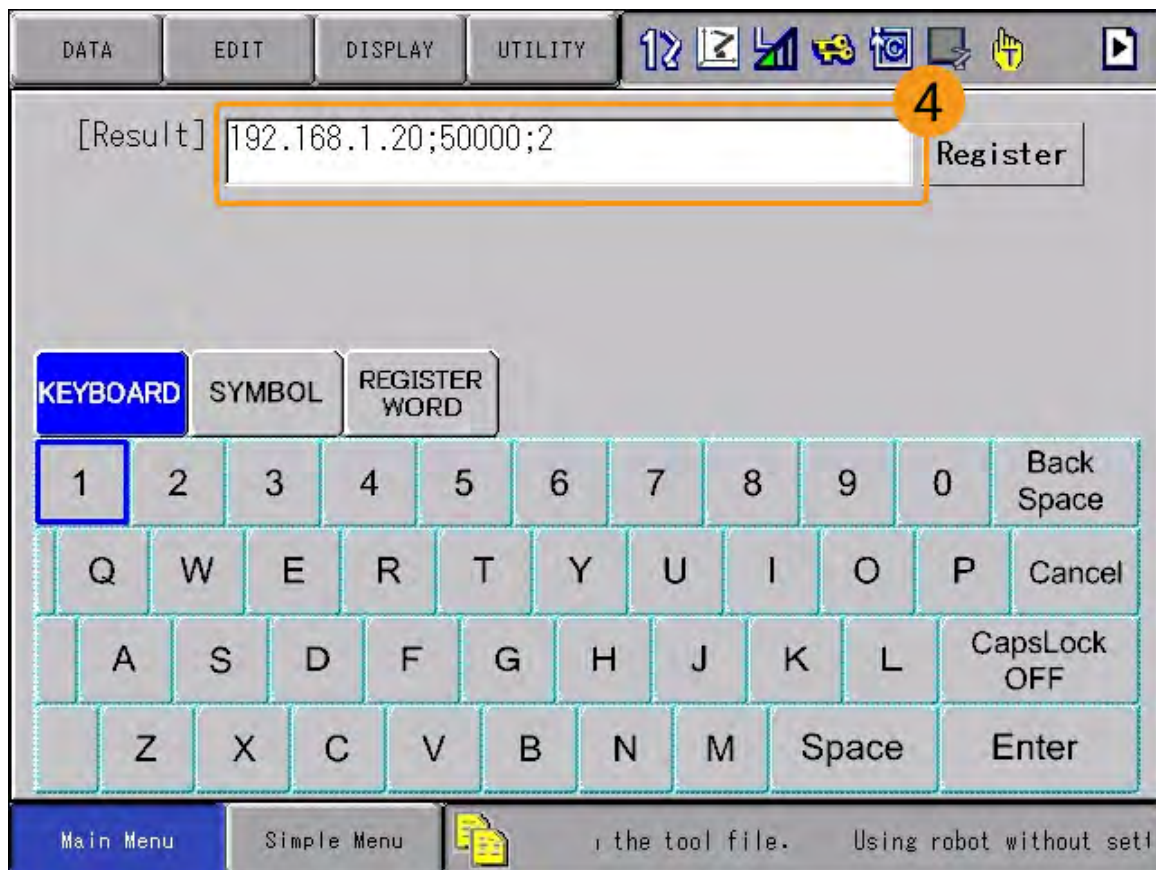 DATA EDIT DISPLAY UTILITY
4
[Result] 192.168.1.20;50000;2 Register
KEYBOARD SYMBOL REGISTER WORD
1 2 3 4 5 6 7 8 9 0 Back Space
Q W E R T Y U I O P Cancel
A S D F G H J K L CapsLock OFF
Z X C V B N M Space Enter
Main Menu Simple Menu the tool file. Using robot without